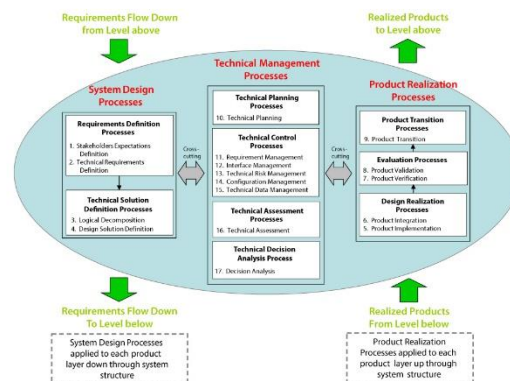 Requirements Flow Down
from Level above
Realized Products
to Level above
System Design
Processes
Requirements Definition
Processes
1. Stakeholders Expectations
Definition
2. Technical Requirements
Definition
Technical Solution
Definition Processes
3. Logical Decomposition
4. Design Solution Definition
Cross-
cutting
Technical Management
Processes
Technical Planning
Processes
10. Technical Planning
Technical Control
Processes
11. Requirement Management
12. Interface Management
13. Technical Risk Management
14. Configuration Management
15. Technical Data Management
Technical Assessment
Processes
16. Technical Assessment
Technical Decision
Analysis Process
17. Decision Analysis
Cross-
cutting
Product Realization
Processes
Product Transition
Processes
9. Product Transition
Evaluation Processes
8. Product Validation
7. Product Verification
Design Realization
Processes
6. Product Integration
5. Product Implementation
Requirements Flow Down
To Level below
Realized Products
From Level below
System Design Processes
applied to each product
layer down through system
structure
Product Realization
Processes applied to each
product layer up through
system structure